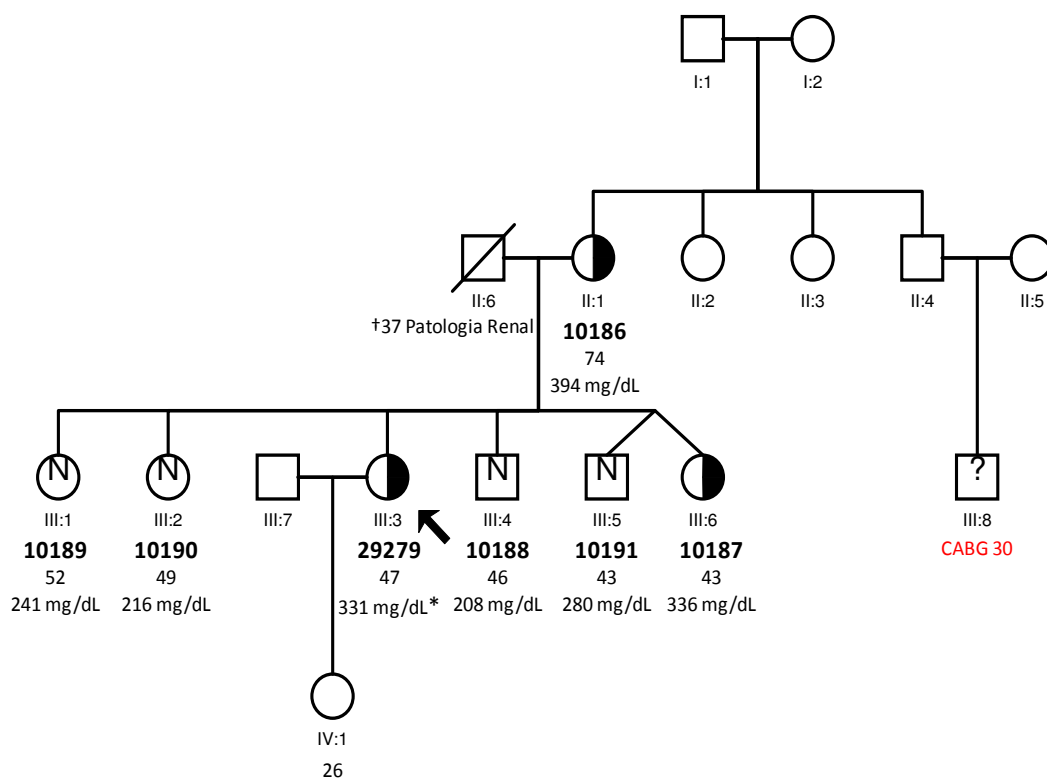 I:1 I:2
II:6 II:1 II:2 II:3 II:4 II:5
†37 Patologia Renal 10186
74
394 mg/dL
N N N N ?
III:1 III:2 III:7 III:3 III:4 III:5 III:6 III:8
10189 10190 29279 10188 10191 10187 CABG 30
52 49 47 46 43 43
241 mg/dL 216 mg/dL 331 mg/dL* 208 mg/dL 280 mg/dL 336 mg/dL
IV:1
26